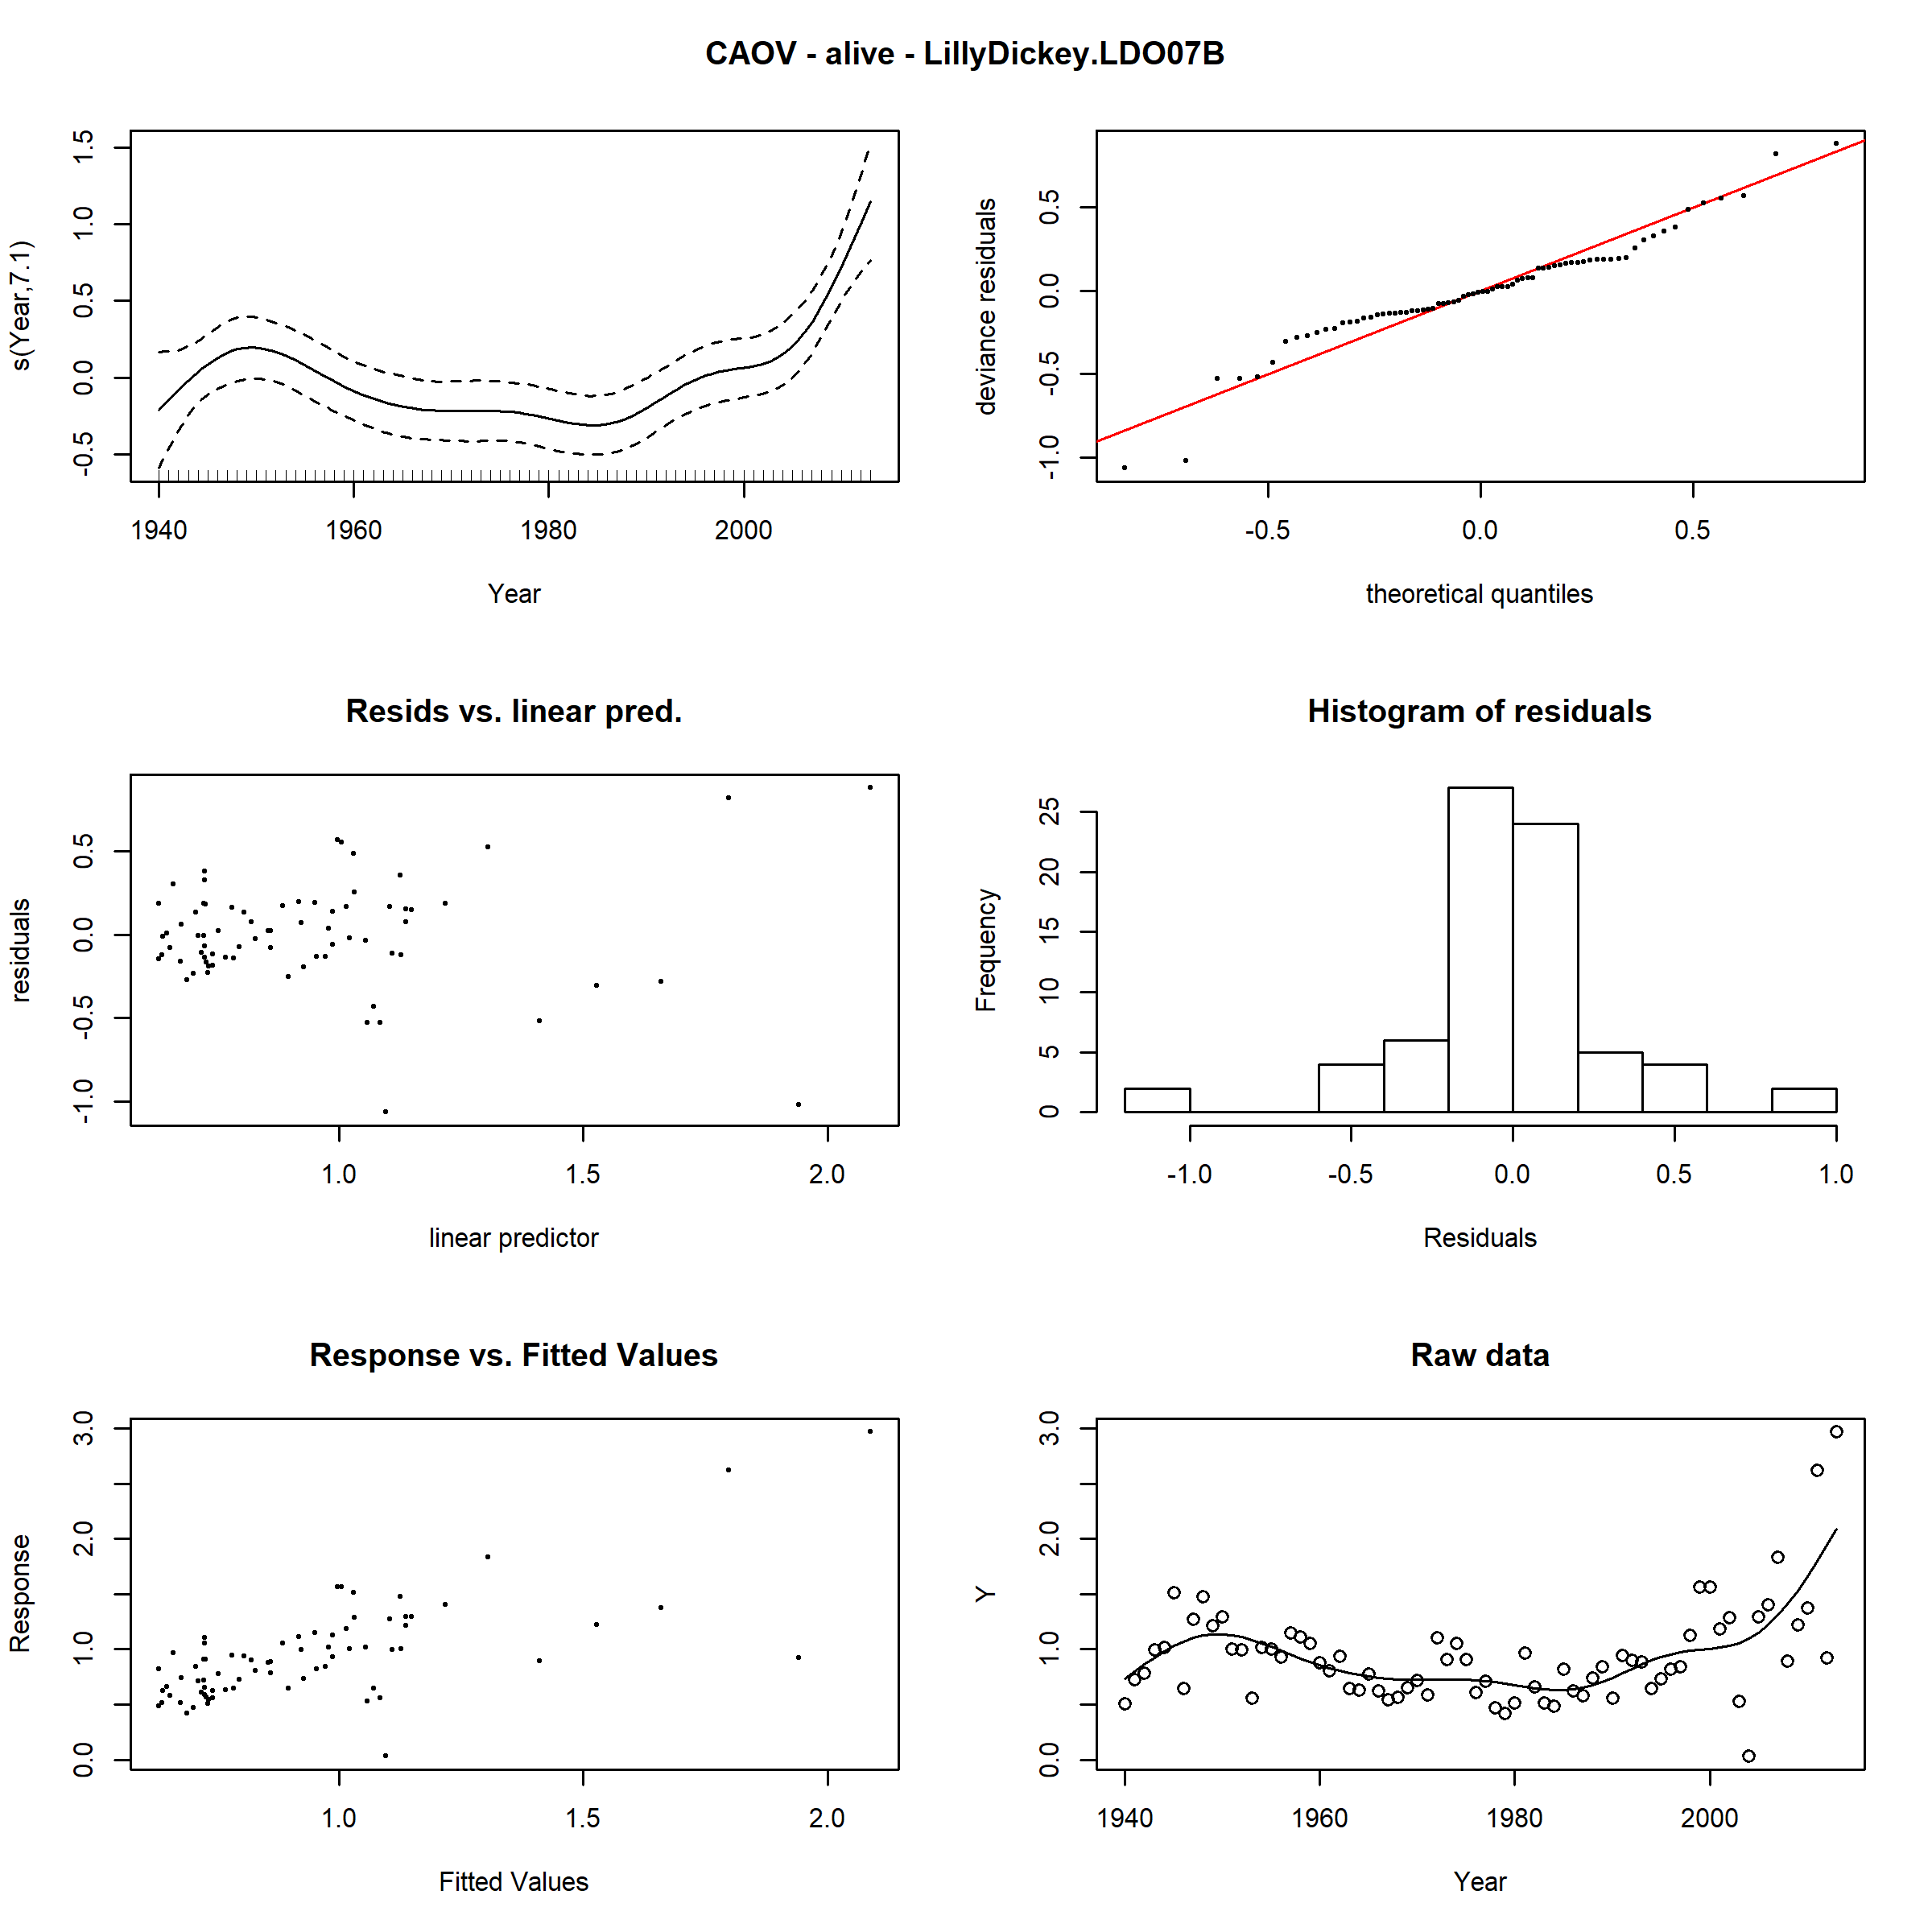 CAOV - alive - LillyDickey.LDO07B
s(Year,7.1)
-0.5 0.0 0.5 1.0 1.5
1940 1960 1980 2000
Year
deviance residuals
-1.0 -0.5 0.0 0.5
-0.5 0.0 0.5
theoretical quantiles
Resids vs. linear pred.
residuals
-1.0 -0.5 0.0 0.5
1.0 1.5 2.0
linear predictor
Histogram of residuals
Frequency
0 5 10 15 20 25
-1.0 -0.5 0.0 0.5 1.0
Residuals
Response vs. Fitted Values
Response
0.0 1.0 2.0 3.0
1.0 1.5 2.0
Fitted Values
Raw data
Y
0.0 1.0 2.0 3.0
1940 1960 1980 2000
Year